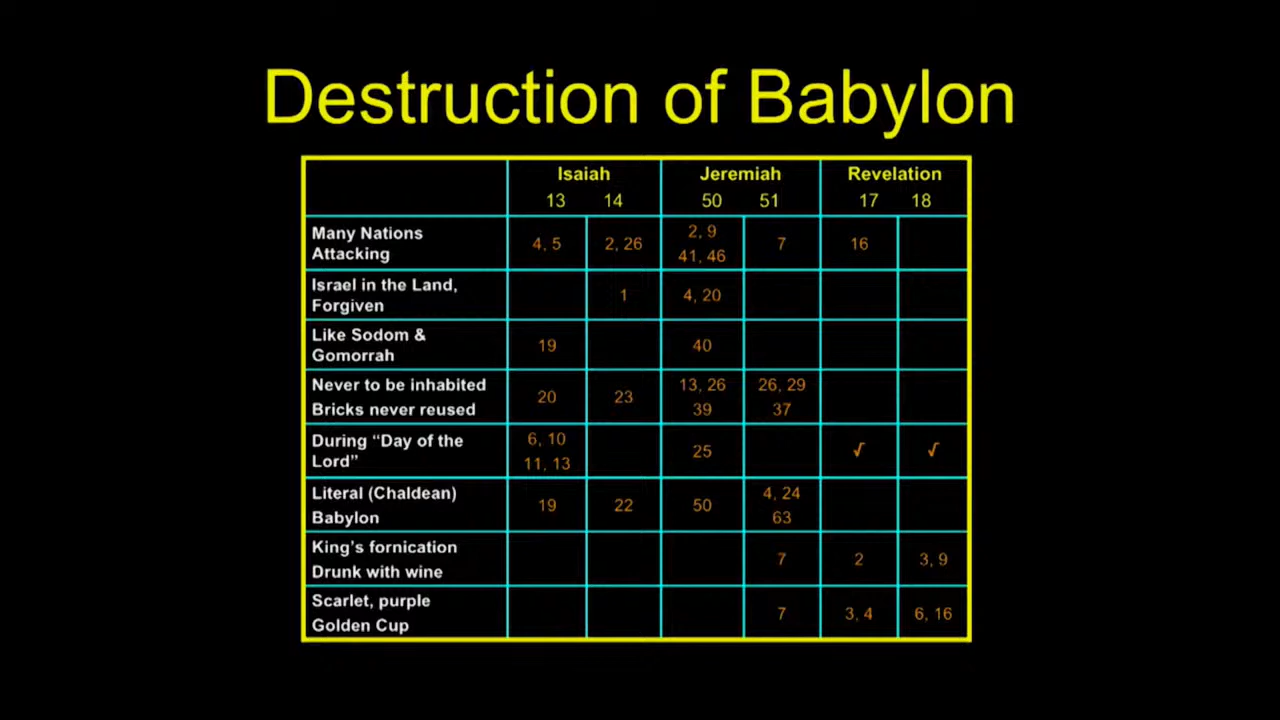 Destruction of Babylon
Isaiah Jeremiah Revelation
13 14 50 51 17 18
Many Nations
Attacking
4, 5
2, 26
2, 9
41, 46
7
16
Israel in the Land,
Forgiven
1
4, 20
Like Sodom &
Gomorrah
19
40
Never to be inhabited
Bricks never reused
20
23
13, 26
39
26, 29
37
During “Day of the
Lord”
6, 10
11, 13
25
√
√
Literal (Chaldean)
Babylon
19
22
50
4, 24
63
King’s fornication
Drunk with wine
7
2
3, 9
Scarlet, purple
Golden Cup
7
3, 4
6, 16